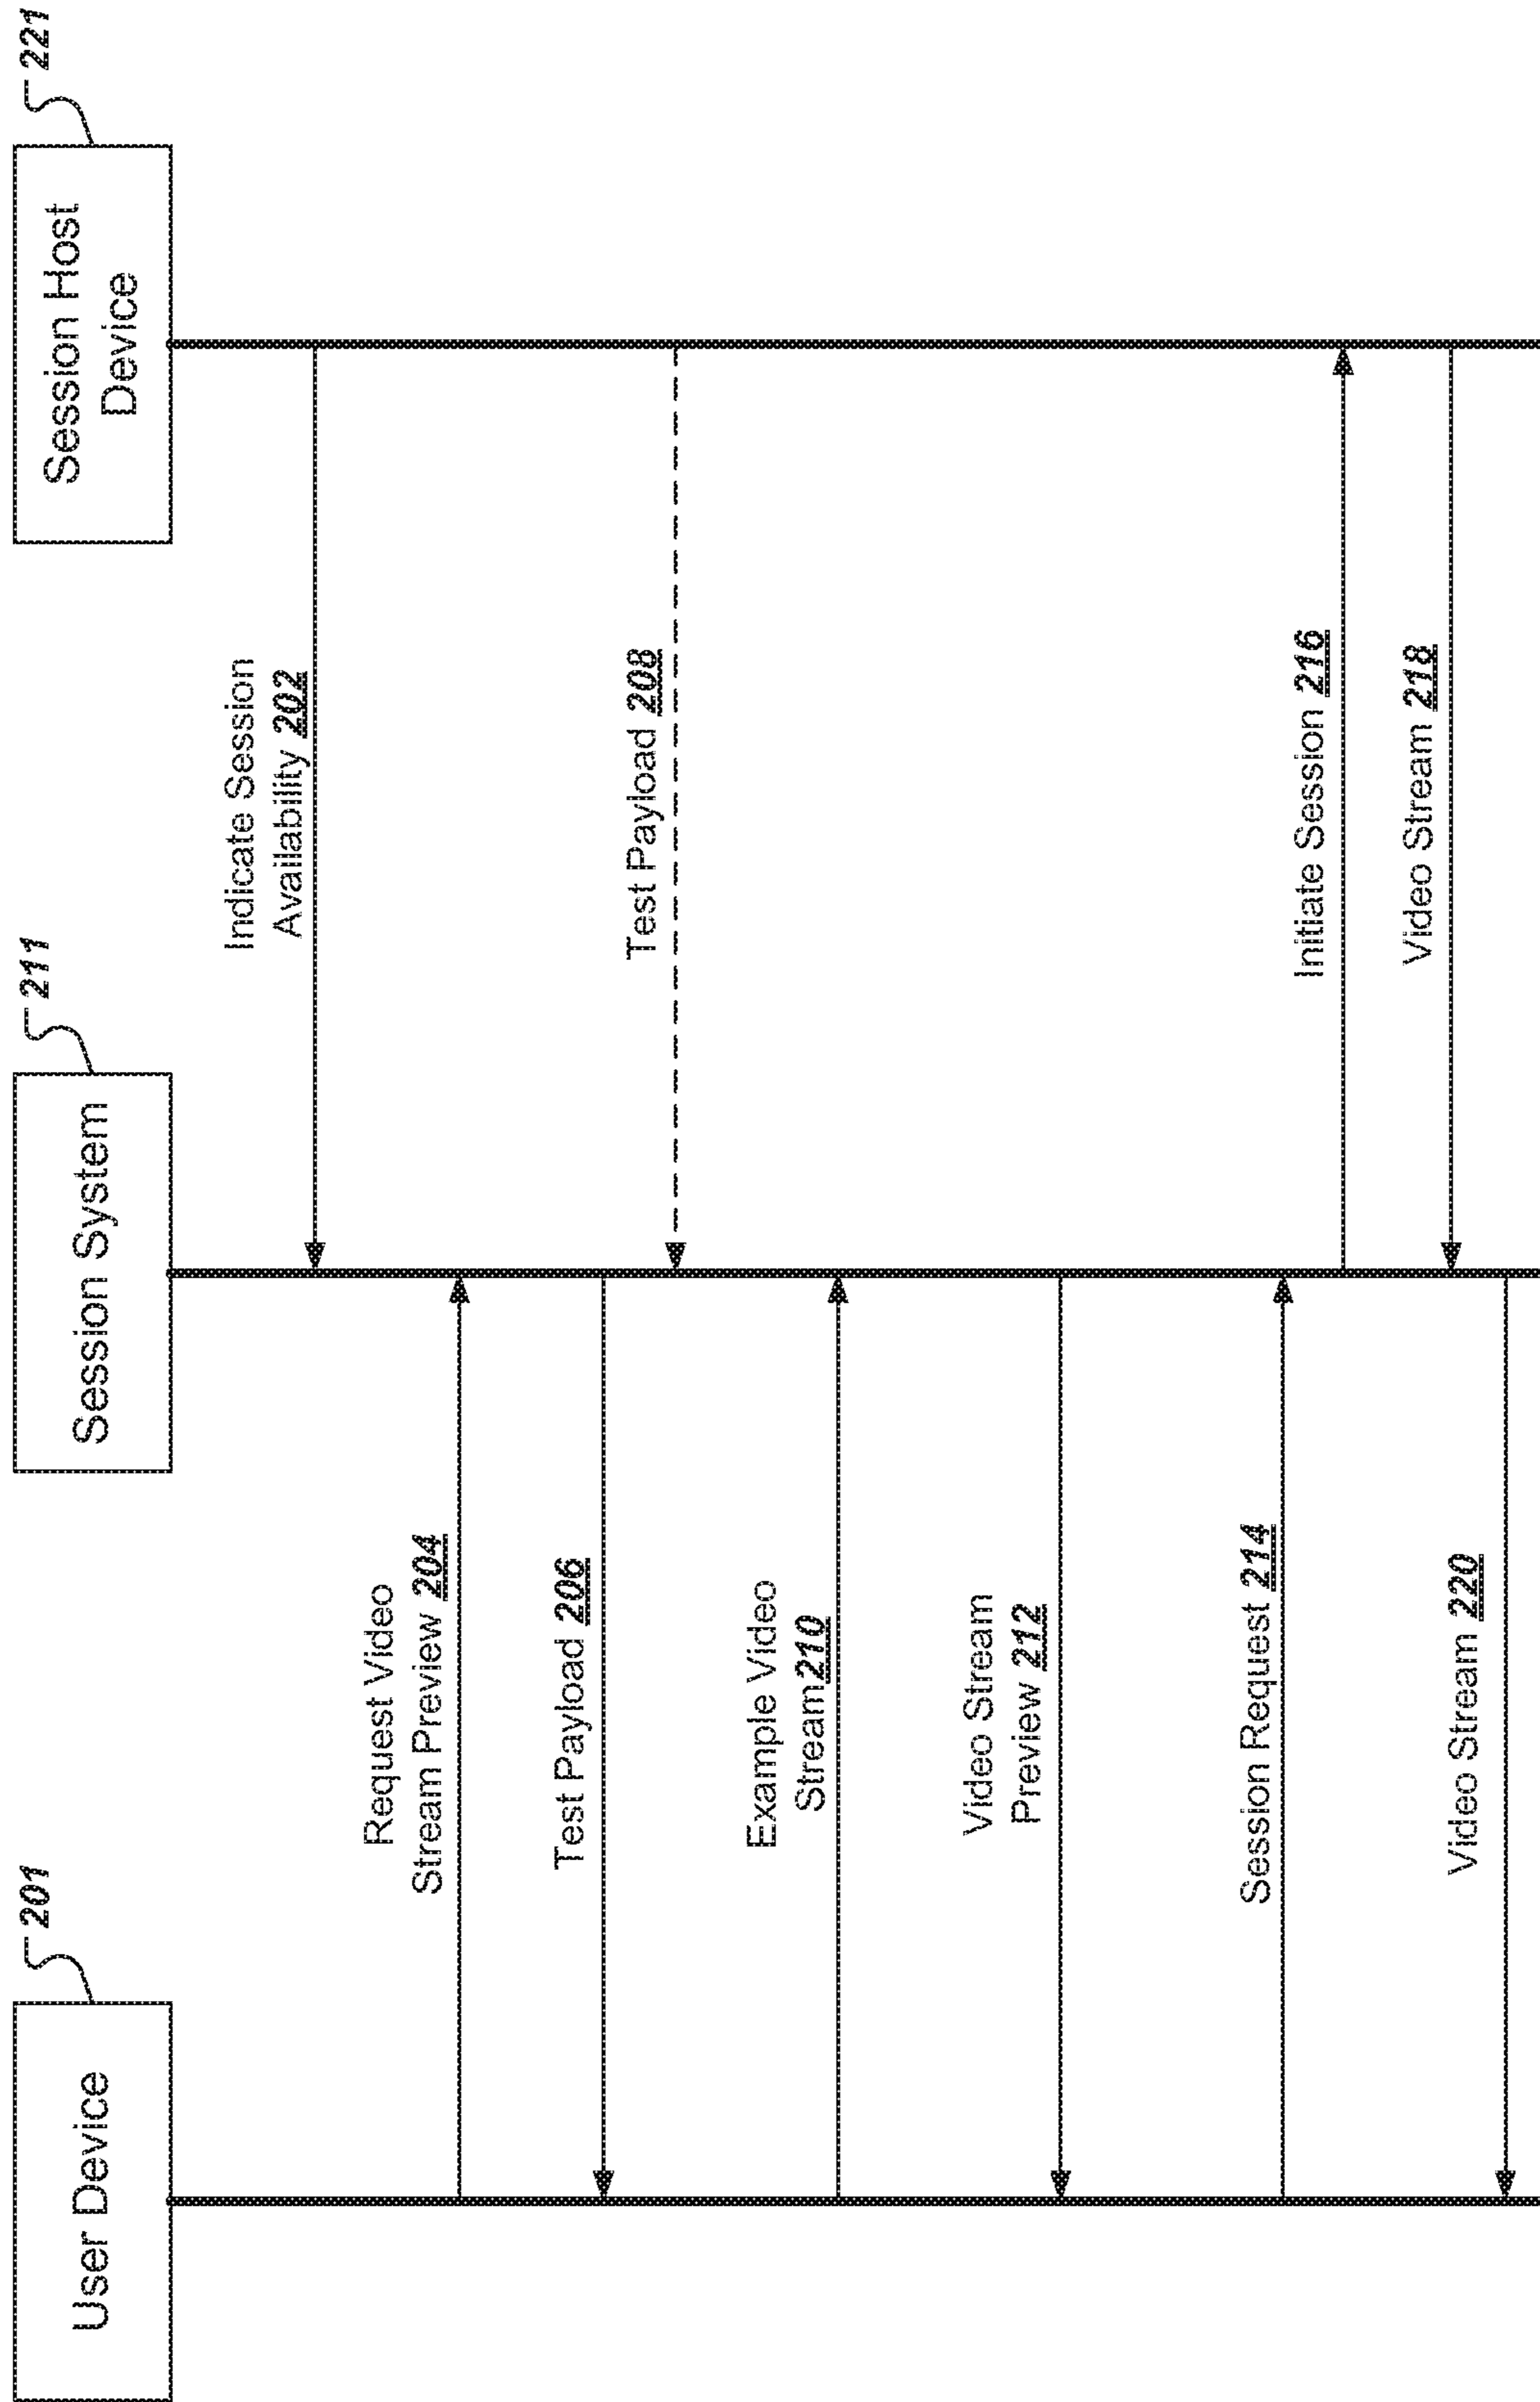 User Device
201
Session System
211
Session Host
Device
221
Indicate Session
Availability 202
Request Video
Stream Preview 204
Test Payload 206
Test Payload 208
Example Video
Stream210
Video Stream
Preview 212
Session Request 214
Initiate Session 216
Video Stream 218
Video Stream 220